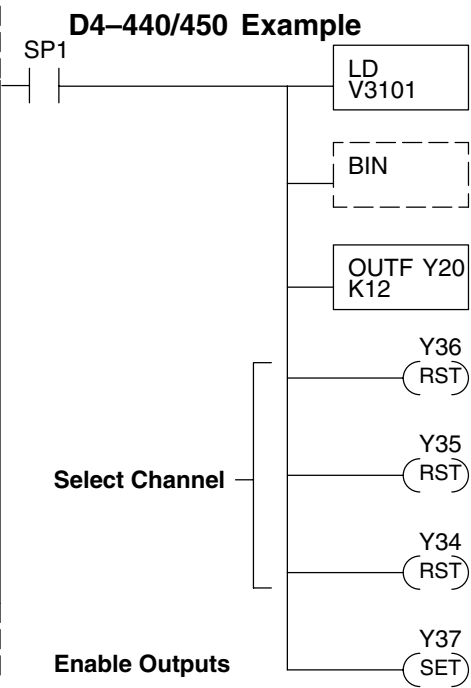 D4–440/450 Example
SP1
LD
V3101
BIN
OUTF Y20
K12
Y36
RST
Y35
RST
Select Channel
Y34
RST
Y37
Enable Outputs
SET